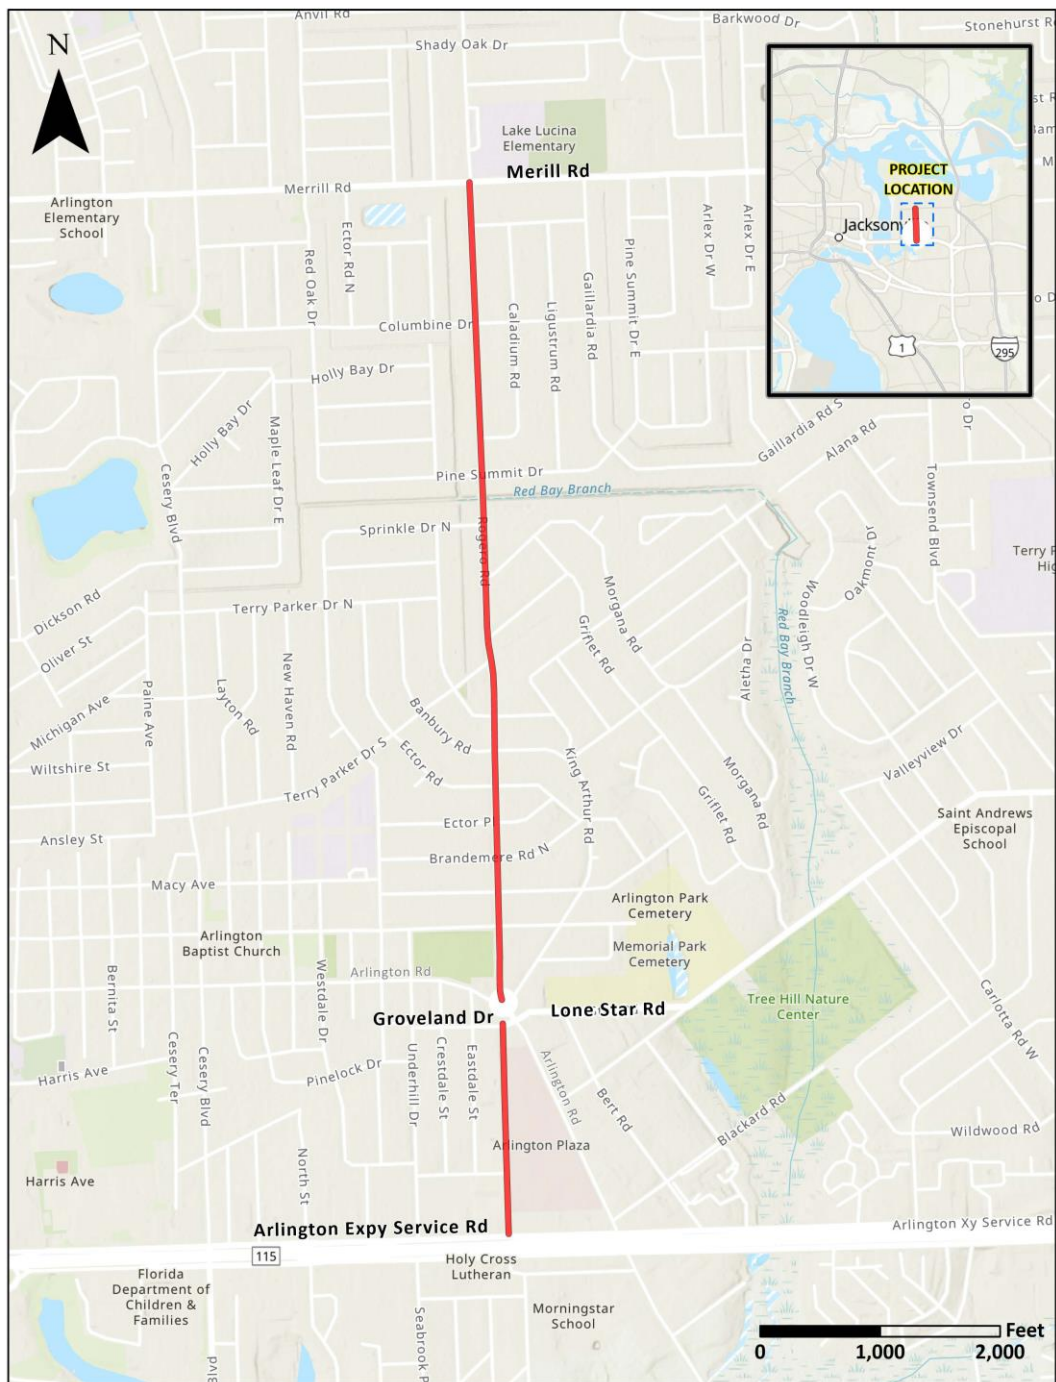 Anvil Rd
Barkwood Dr
Stonehurst Rd
N
Shady Oak Dr
Lake Lucina
Elementary
Merill Rd
Merrill Rd
Arlington
Elementary
School
PROJECT
LOCATION
Jacksonv
1
295
Ector Rd N
Red Oak Dr
Arlex Dr W
Arlex Dr E
Pine Summit Dr E
Gaillardia Rd
Ligustrum Rd
Caladium Rd
Columbine Dr
Holly Bay Dr
Holly Bay Dr
Maple Leaf Dr E
Cesery Blvd
Gaillardia Rd S
Alana Rd
Townsend Blvd
Pine Summit Dr
Red Bay Branch
Sprinkle Dr N
Rogero Rd
Oakmont Dr
Terry P
Hig
Woodleigh Dr W
Dickson Rd
Terry Parker Dr N
Morgana Rd
Griflet Rd
Aletha Dr
Red Bay Branch
Oliver St
Michigan Ave
Paine Ave
Layton Rd
New Haven Rd
Banbury Rd
Ector Rd
Terry Parker Dr S
King Arthur Rd
Wiltshire St
Valleyview Dr
Morgana Rd
Griflet Rd
Ansley St
Ector Pl
Brandemere Rd N
Saint Andrews
Episcopal
School
Macy Ave
Arlington Park
Cemetery
Arlington
Baptist Church
Memorial Park
Cemetery
Arlington Rd
Bernita St
Westdale Dr
Groveland Dr
Lone Star Rd
Tree Hill Nature
Center
Carlotta Rd W
Harris Ave
Cesery Ter
Cesery Blvd
Pinelock Dr
Underhill Dr
Crestdale St
Eastdale St
Arlington Rd
Bert Rd
Blackard Rd
Wildwood Rd
Arlington Plaza
Harris Ave
North St
Arlington Expy Service Rd
Arlington Xy Service Rd
115
Holy Cross
Lutheran
Florida
Department of
Children &
Families
Seabrook P
Morningstar
School
Blvd
Feet
0 1,000 2,000